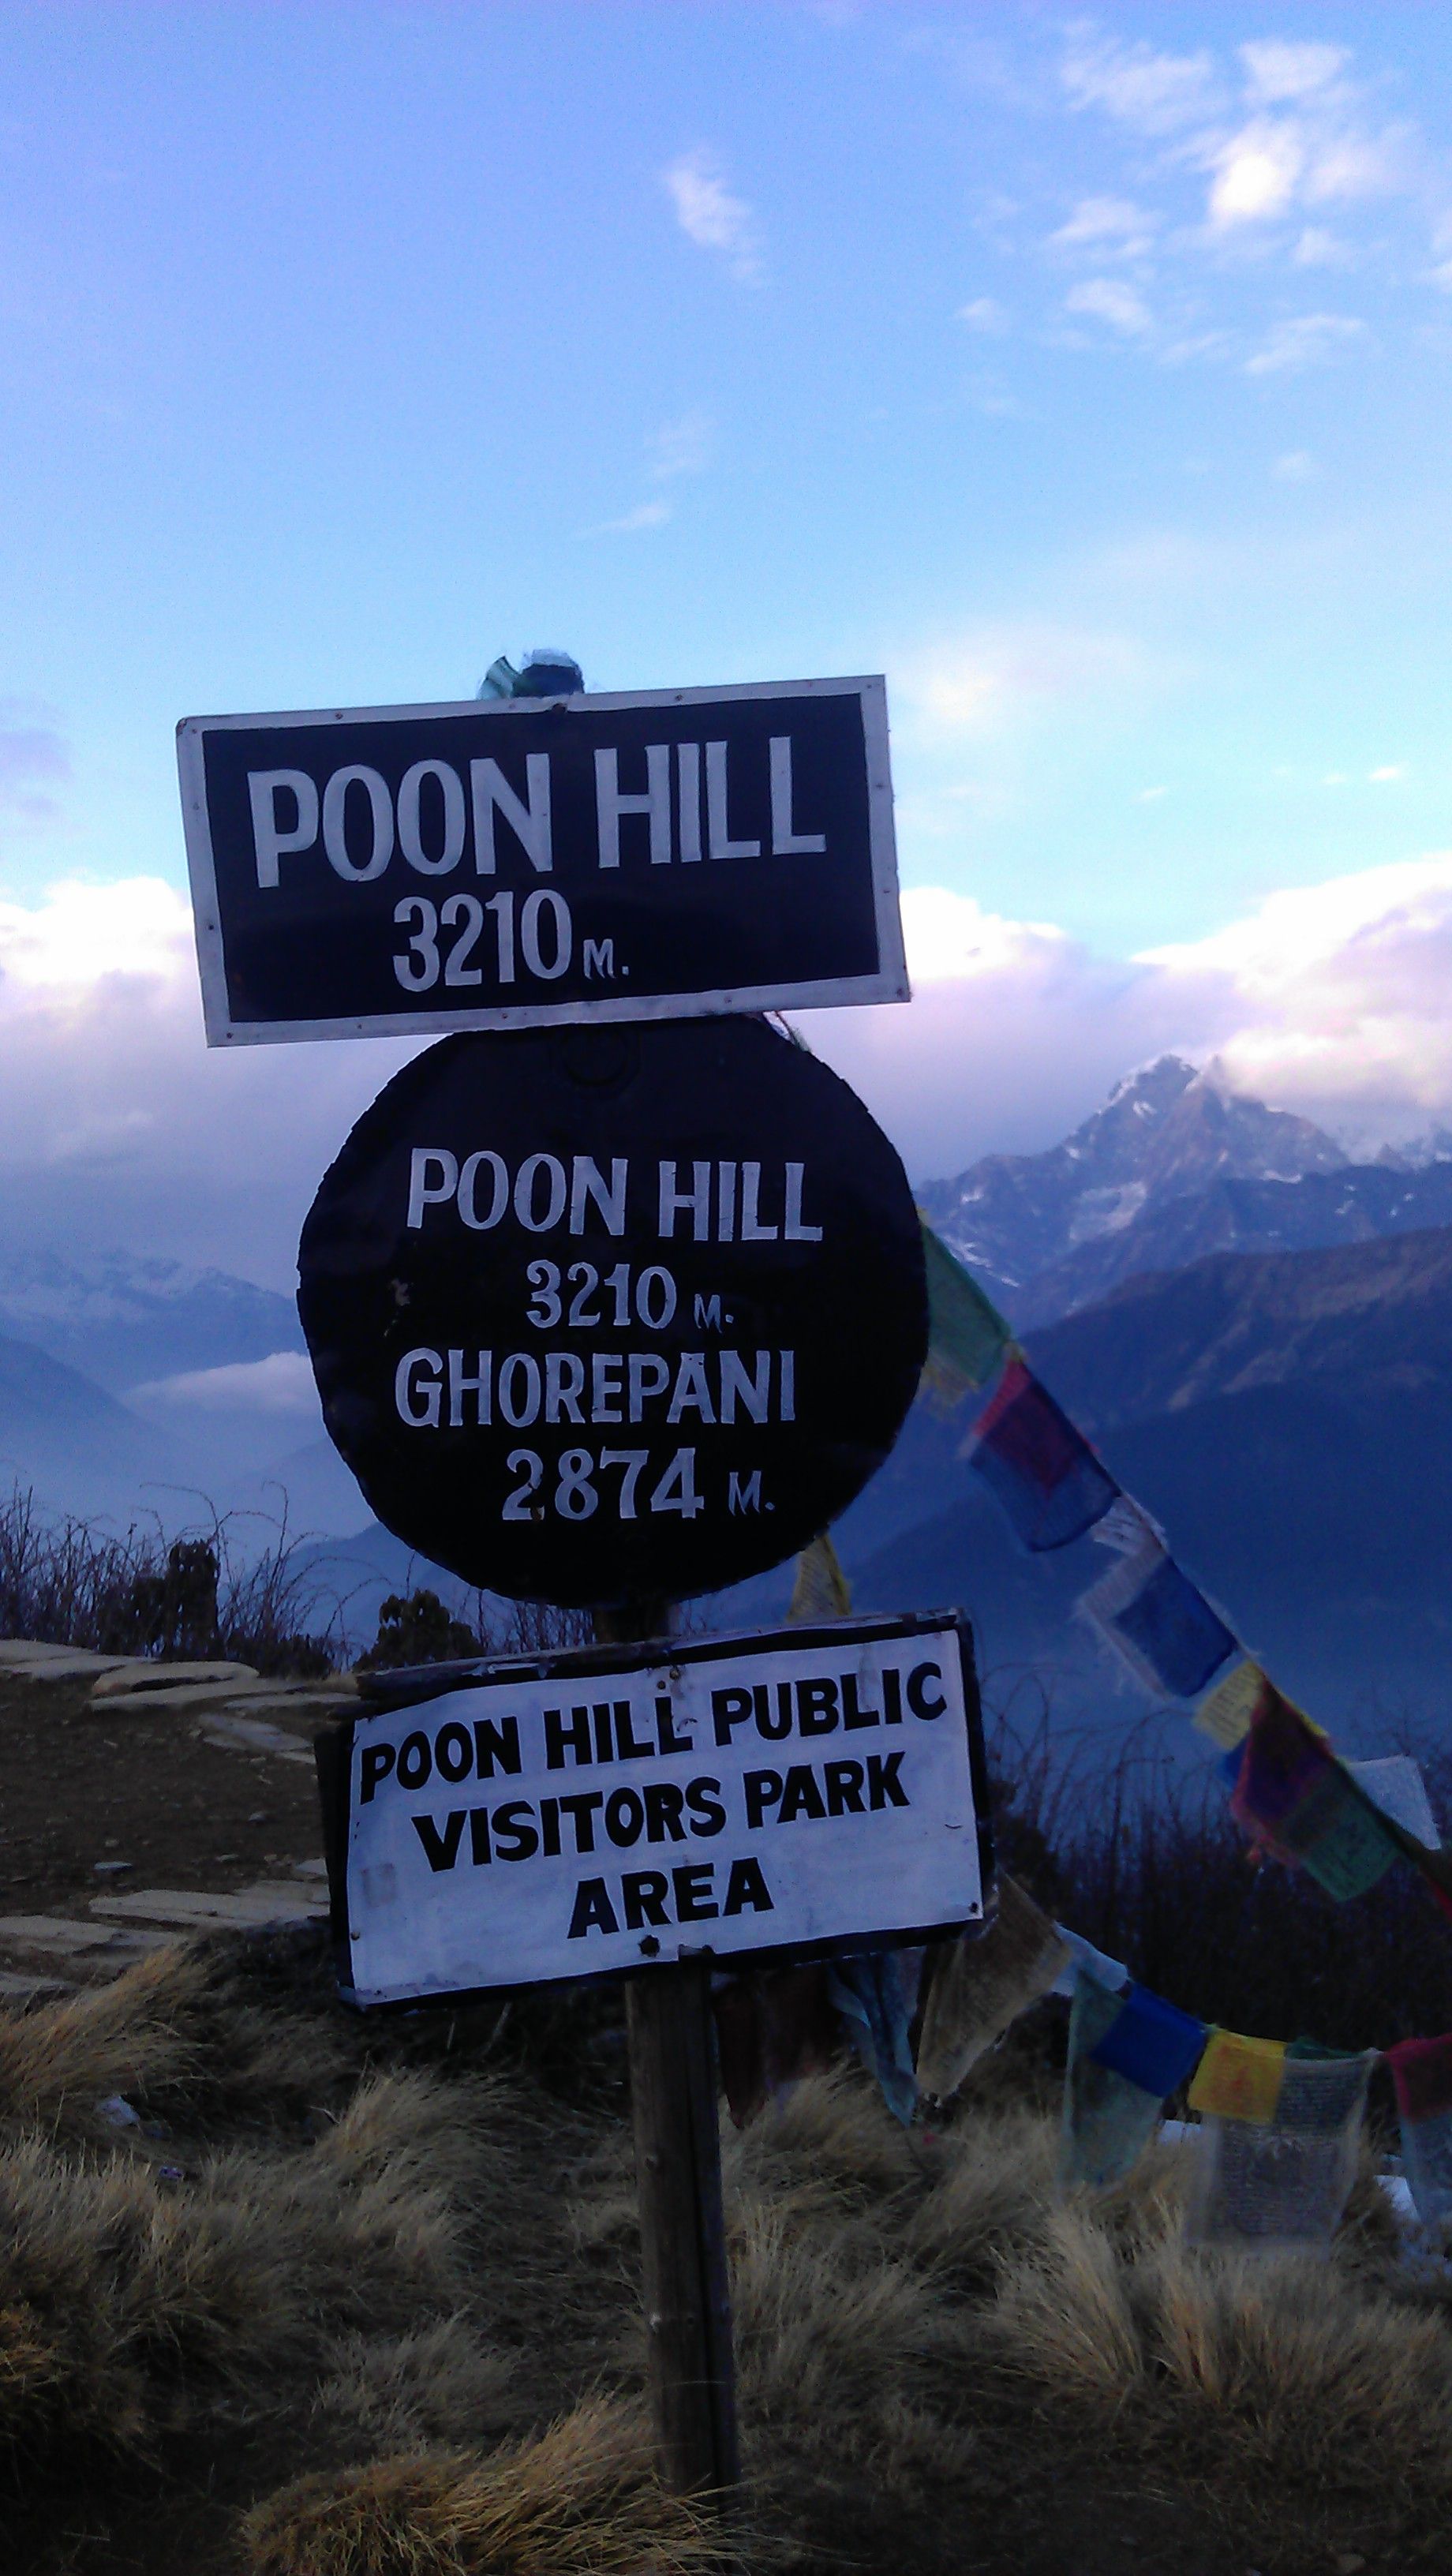 POON HILL
3210 M.
POON HILL
3210 M.
GHOREPANI
2874 M.
POON HILL PUBLIC
VISITORS PARK
AREA